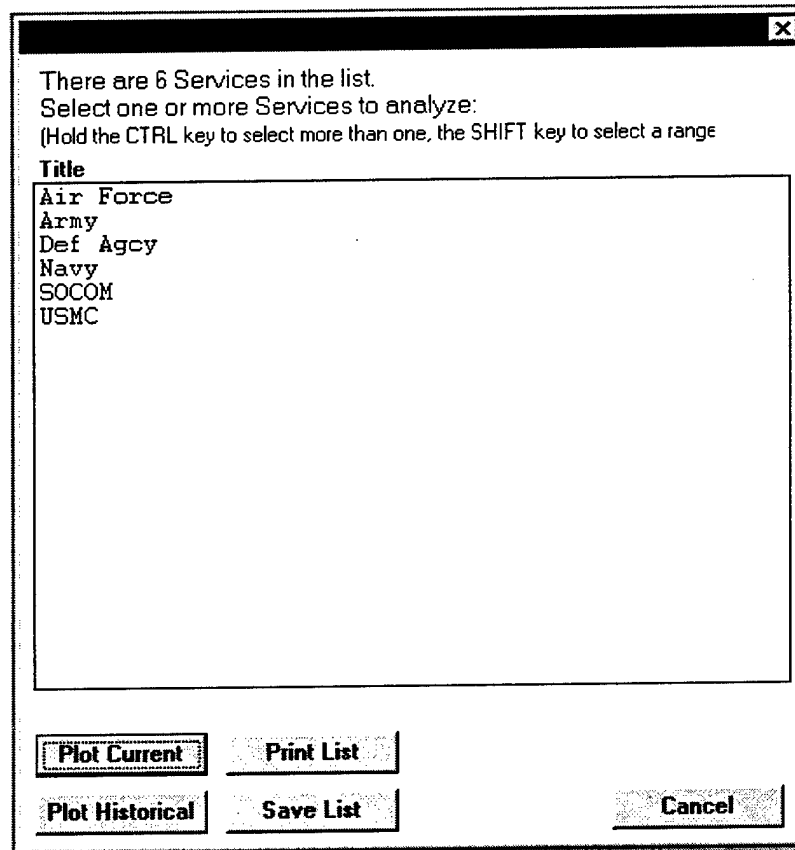 There are 6 Services in the list.
Select one or more Services to analyze:
(Hold the CTRL key to select more than one, the SHIFT key to select a range
Title
Air Force
Army
Def Agcy
Navy
SOCOM
USMC
Plot Current
Print List
Plot Historical
Save List
Cancel